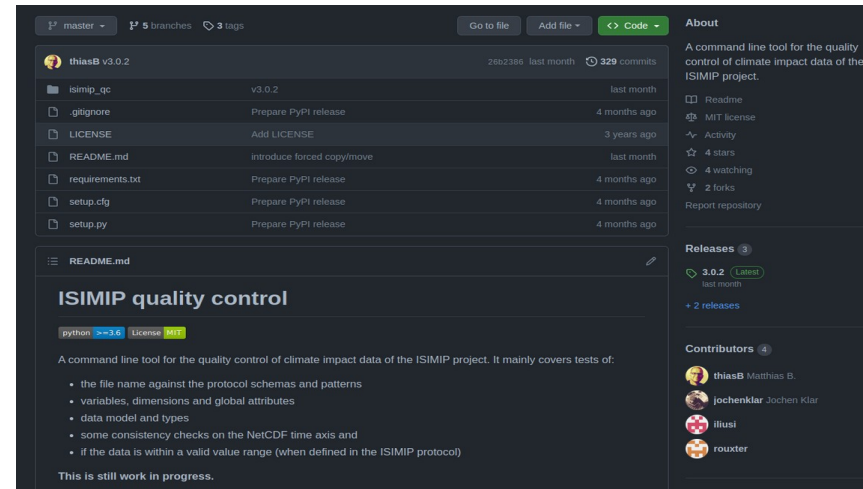 master
5 branches
3 tags
Go to file
Add file
<> Code
thiasB v3.0.2
26b2386 last month
329 commits
isimip_qc v3.0.2 last month
.gitignore Prepare PyPI release 4 months ago
LICENSE Add LICENSE 3 years ago
README.md introduce forced copy/move last month
requirements.txt Prepare PyPI release 4 months ago
setup.cfg Prepare PyPI release 4 months ago
setup.py Prepare PyPI release 4 months ago
README.md
ISIMIP quality control
python >=3.6 License MIT
A command line tool for the quality control of climate impact data of the ISIMIP project. It mainly covers tests of:
• the file name against the protocol schemas and patterns
• variables, dimensions and global attributes
• data model and types
• some consistency checks on the NetCDF time axis and
• if the data is within a valid value range (when defined in the ISIMIP protocol)
This is still work in progress.
About
A command line tool for the quality
control of climate impact data of the
ISIMIP project.
Readme
MIT license
Activity
4 stars
4 watching
2 forks
Report repository
Releases 3
3.0.2 Latest
last month
+ 2 releases
Contributors 4
thiasB Matthias B.
jochenklar Jochen Klar
iliusi
rouxter